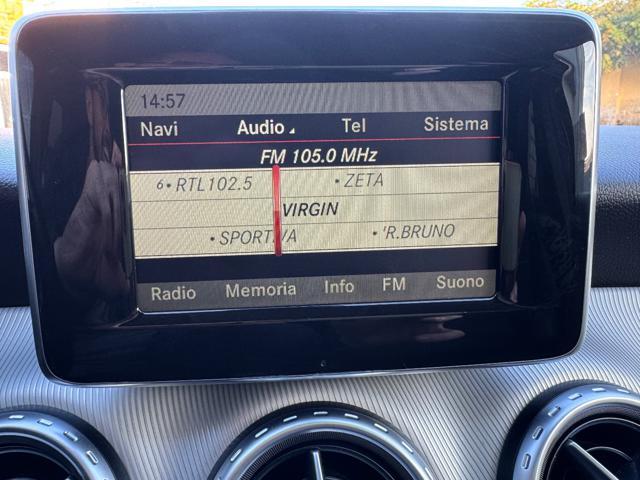 14:57
Navi Audio Tel Sistema
FM 105.0 MHz
6•RTL102.5 •ZETA
VIRGIN
•SPORTIVA •'R.BRUNO
Radio Memoria Info FM Suono